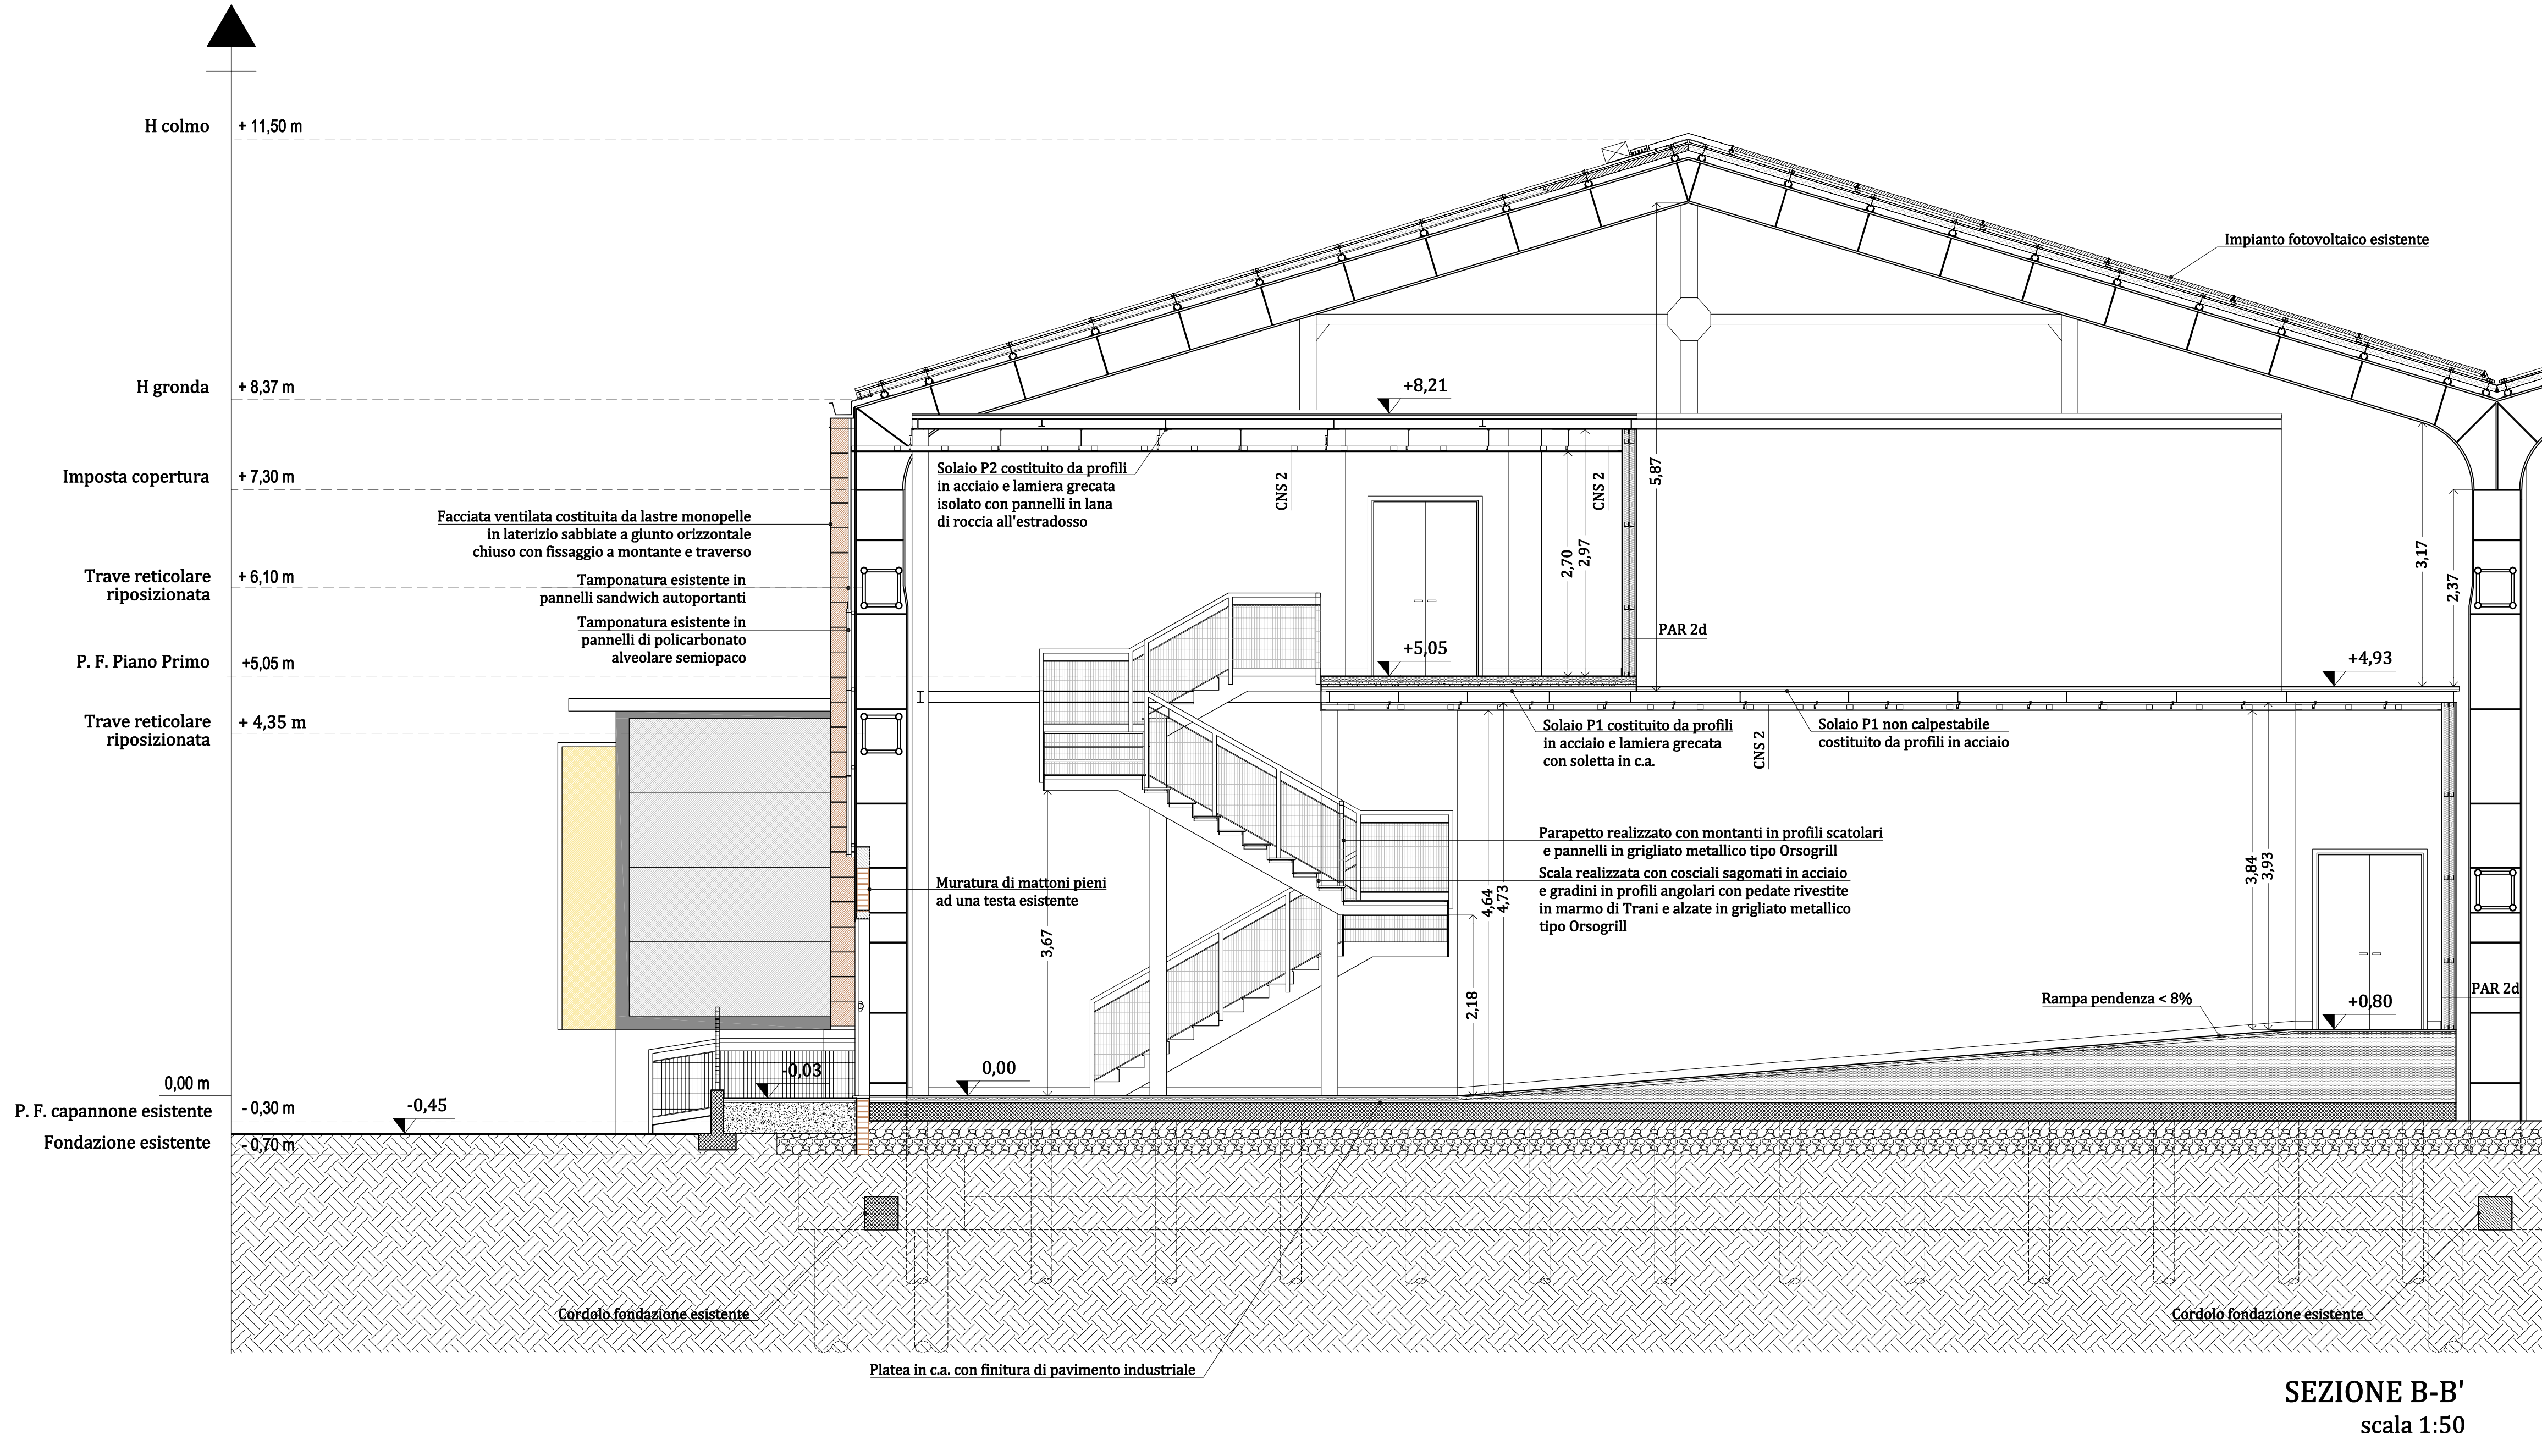 H colmo
+ 11,50 m
Impianto fotovoltaico esistente
H gronda
+ 8,37 m
+8,21
Imposta copertura
+ 7,30 m
Solaio P2 costituito da profili
in acciaio e lamiera grecata
isolato con pannelli in lana
di roccia all'estradosso
CNS 2
CNS 2
5,87
Facciata ventilata costituita da lastre monopelle
in laterizio sabbiate a giunto orizzontale
chiuso con fissaggio a montante e traverso
2,70
2,97
3,17
2,37
Trave reticolare
riposizionata
+ 6,10 m
Tamponatura esistente in
pannelli sandwich autoportanti
Tamponatura esistente in
pannelli di policarbonato
alveolare semiopaco
PAR 2d
P. F. Piano Primo
+5,05 m
+5,05
+4,93
Trave reticolare
riposizionata
+ 4,35 m
Solaio P1 costituito da profili
in acciaio e lamiera grecata
con soletta in c.a.
CNS 2
Solaio P1 non calpestabile
costituito da profili in acciaio
Parapetto realizzato con montanti in profili scatolari
e pannelli in grigliato metallico tipo Orsogrill
Scala realizzata con cosciali sagomati in acciaio
e gradini in profili angolari con pedate rivestite
in marmo di Trani e alzate in grigliato metallico
tipo Orsogrill
Muratura di mattoni pieni
ad una testa esistente
3,67
4,64
4,73
2,18
3,84
3,93
PAR 2d
Rampa pendenza < 8%
+0,80
0,00 m
-0,03
0,00
P. F. capannone esistente
- 0,30 m
-0,45
Fondazione esistente
- 0,70 m
Cordolo fondazione esistente
Cordolo fondazione esistente
Platea in c.a. con finitura di pavimento industriale
SEZIONE B-B'
scala 1:50